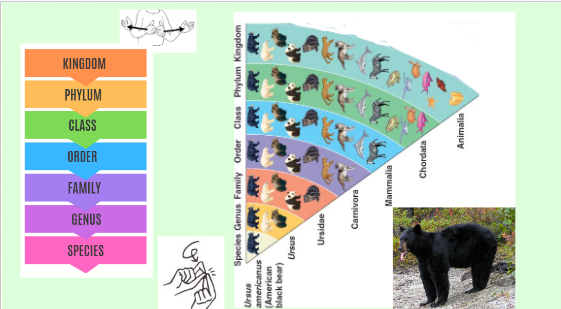 KINGDOM
PHYLUM
CLASS
ORDER
FAMILY
GENUS
SPECIES
Kingdom
Phylum
Class
Order
Family
Genus
Species
Animalia
Chordata
Mammalia
Carnivora
Ursidae
Ursus
Ursus
americanus
(American
black bear)